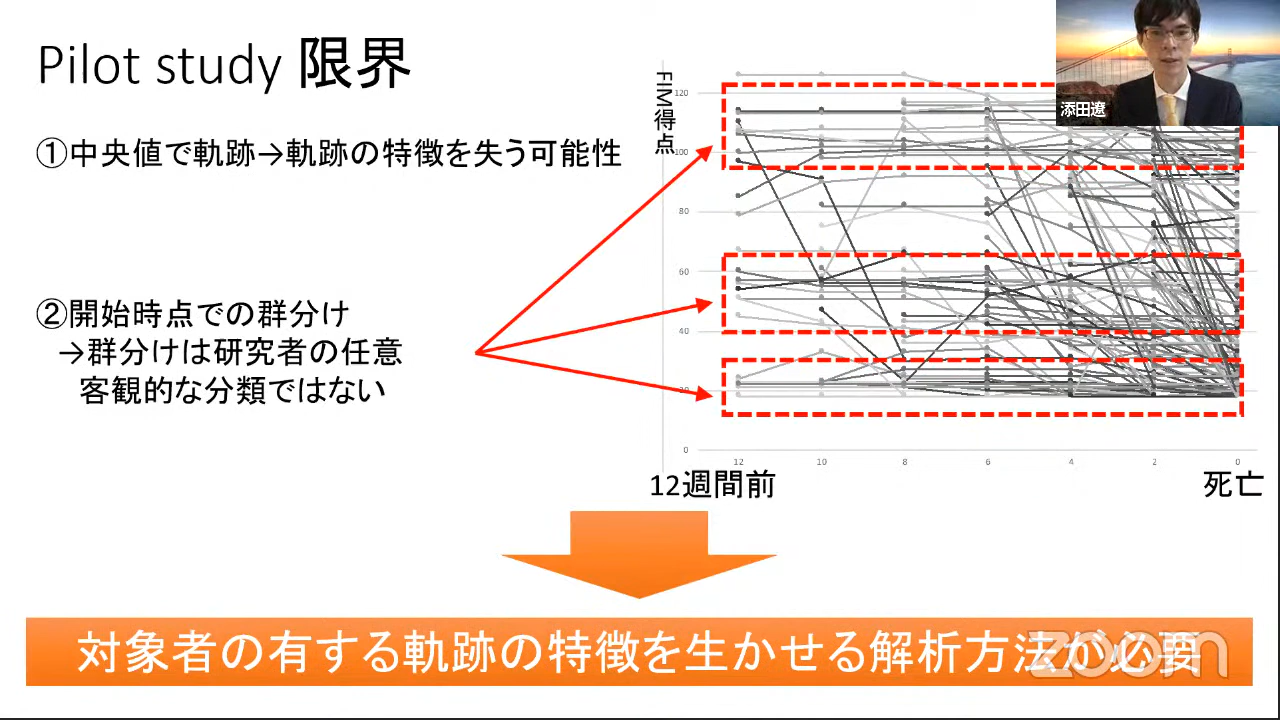 Pilot study 限界
①中央値で軌跡→軌跡の特徴を失う可能性
②開始時点での群分け
→群分けは研究者の任意
客観的な分類ではない
FIM得点
120
100
80
60
40
20
0
12
10
8
6
4
2
0
12週間前
死亡
添田遼
対象者の有する軌跡の特徴を生かせる解析方法が必要
zoom